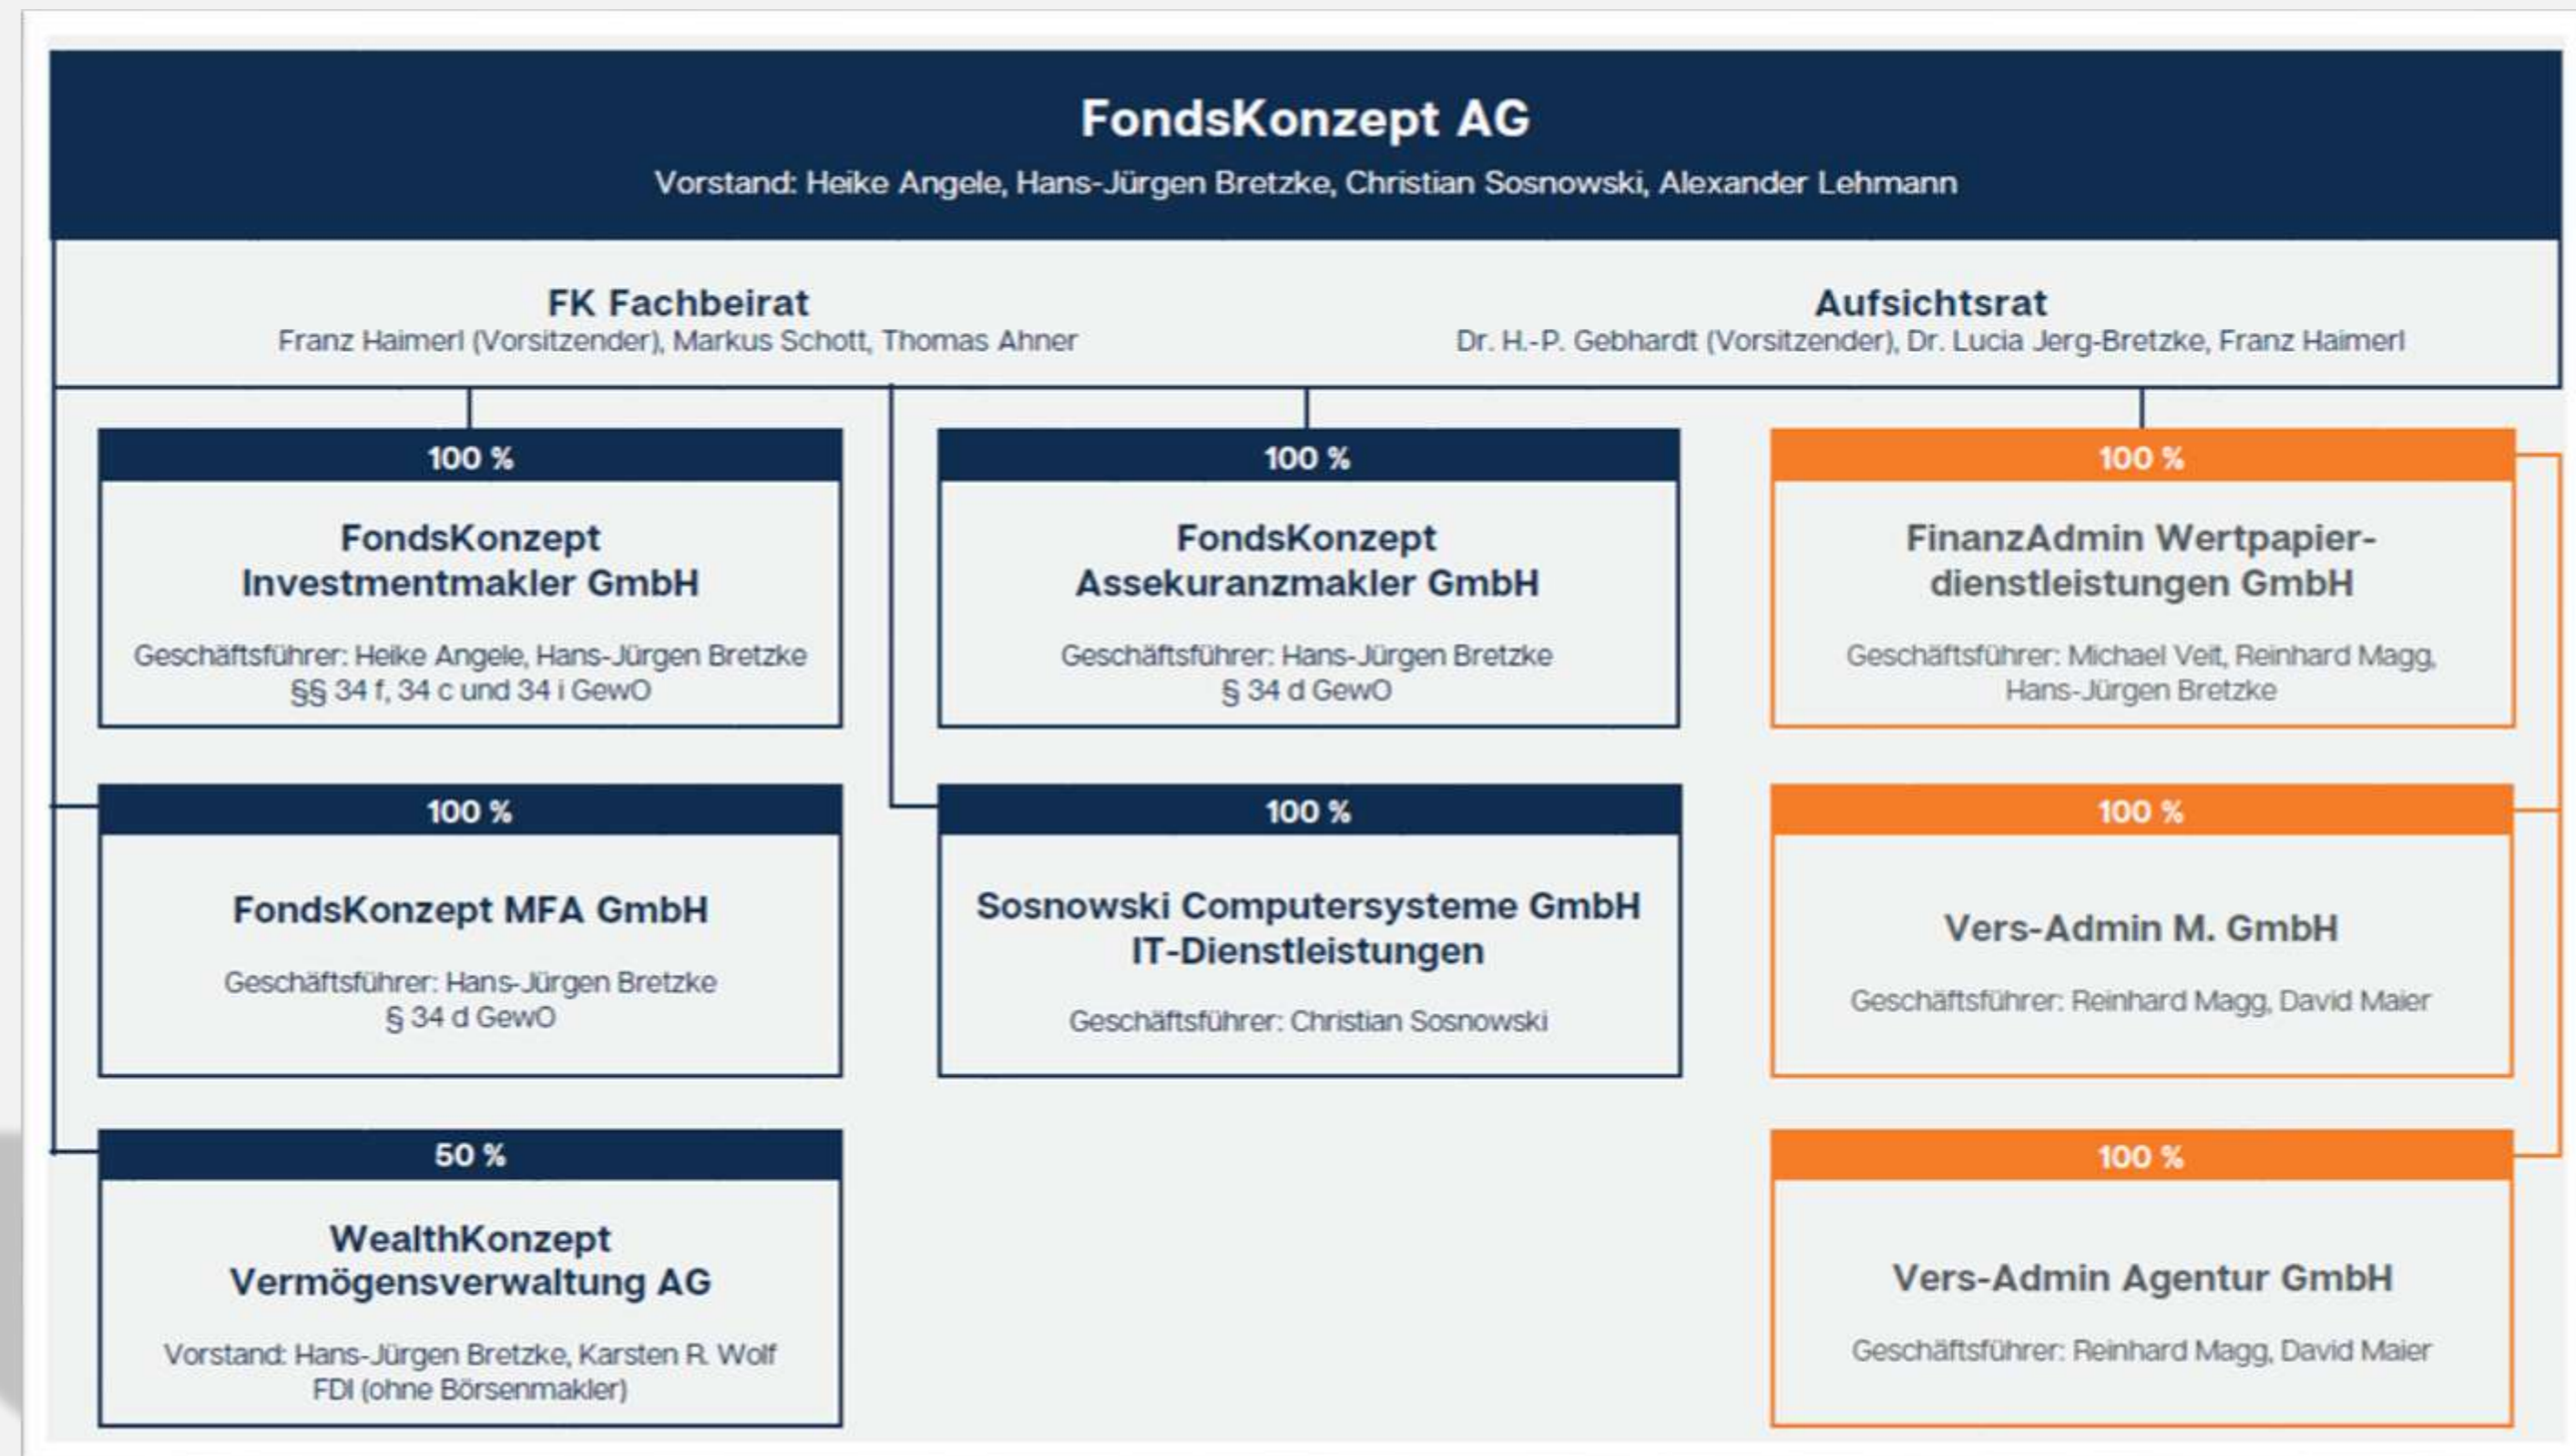 FondsKonzept AG
Vorstand: Heike Angele, Hans-Jürgen Bretzke, Christian Sosnowski, Alexander Lehmann
FK Fachbeirat
Franz Haimerl (Vorsitzender), Markus Schott, Thomas Ahner
Aufsichtsrat
Dr. H.-P. Gebhardt (Vorsitzender), Dr. Lucia Jerg-Bretzke, Franz Haimerl
100 %
FondsKonzept
Investmentmakler GmbH
Geschäftsführer: Heike Angele, Hans-Jürgen Bretzke
§§ 34 f, 34 c und 34 i GewO
100 %
FondsKonzept
Assekuranzmakler GmbH
Geschäftsführer: Hans-Jürgen Bretzke
§ 34 d GewO
100 %
FinanzAdmin Wertpapier-
dienstleistungen GmbH
Geschäftsführer: Michael Veit, Reinhard Magg,
Hans-Jürgen Bretzke
100 %
FondsKonzept MFA GmbH
Geschäftsführer: Hans-Jürgen Bretzke
§ 34 d GewO
100 %
Sosnowski Computersysteme GmbH
IT-Dienstleistungen
Geschäftsführer: Christian Sosnowski
100 %
Vers-Admin M. GmbH
Geschäftsführer: Reinhard Magg, David Maier
50 %
WealthKonzept
Vermögensverwaltung AG
Vorstand: Hans-Jürgen Bretzke, Karsten R. Wolf
FDI (ohne Börsenmakler)
100 %
Vers-Admin Agentur GmbH
Geschäftsführer: Reinhard Magg, David Maier